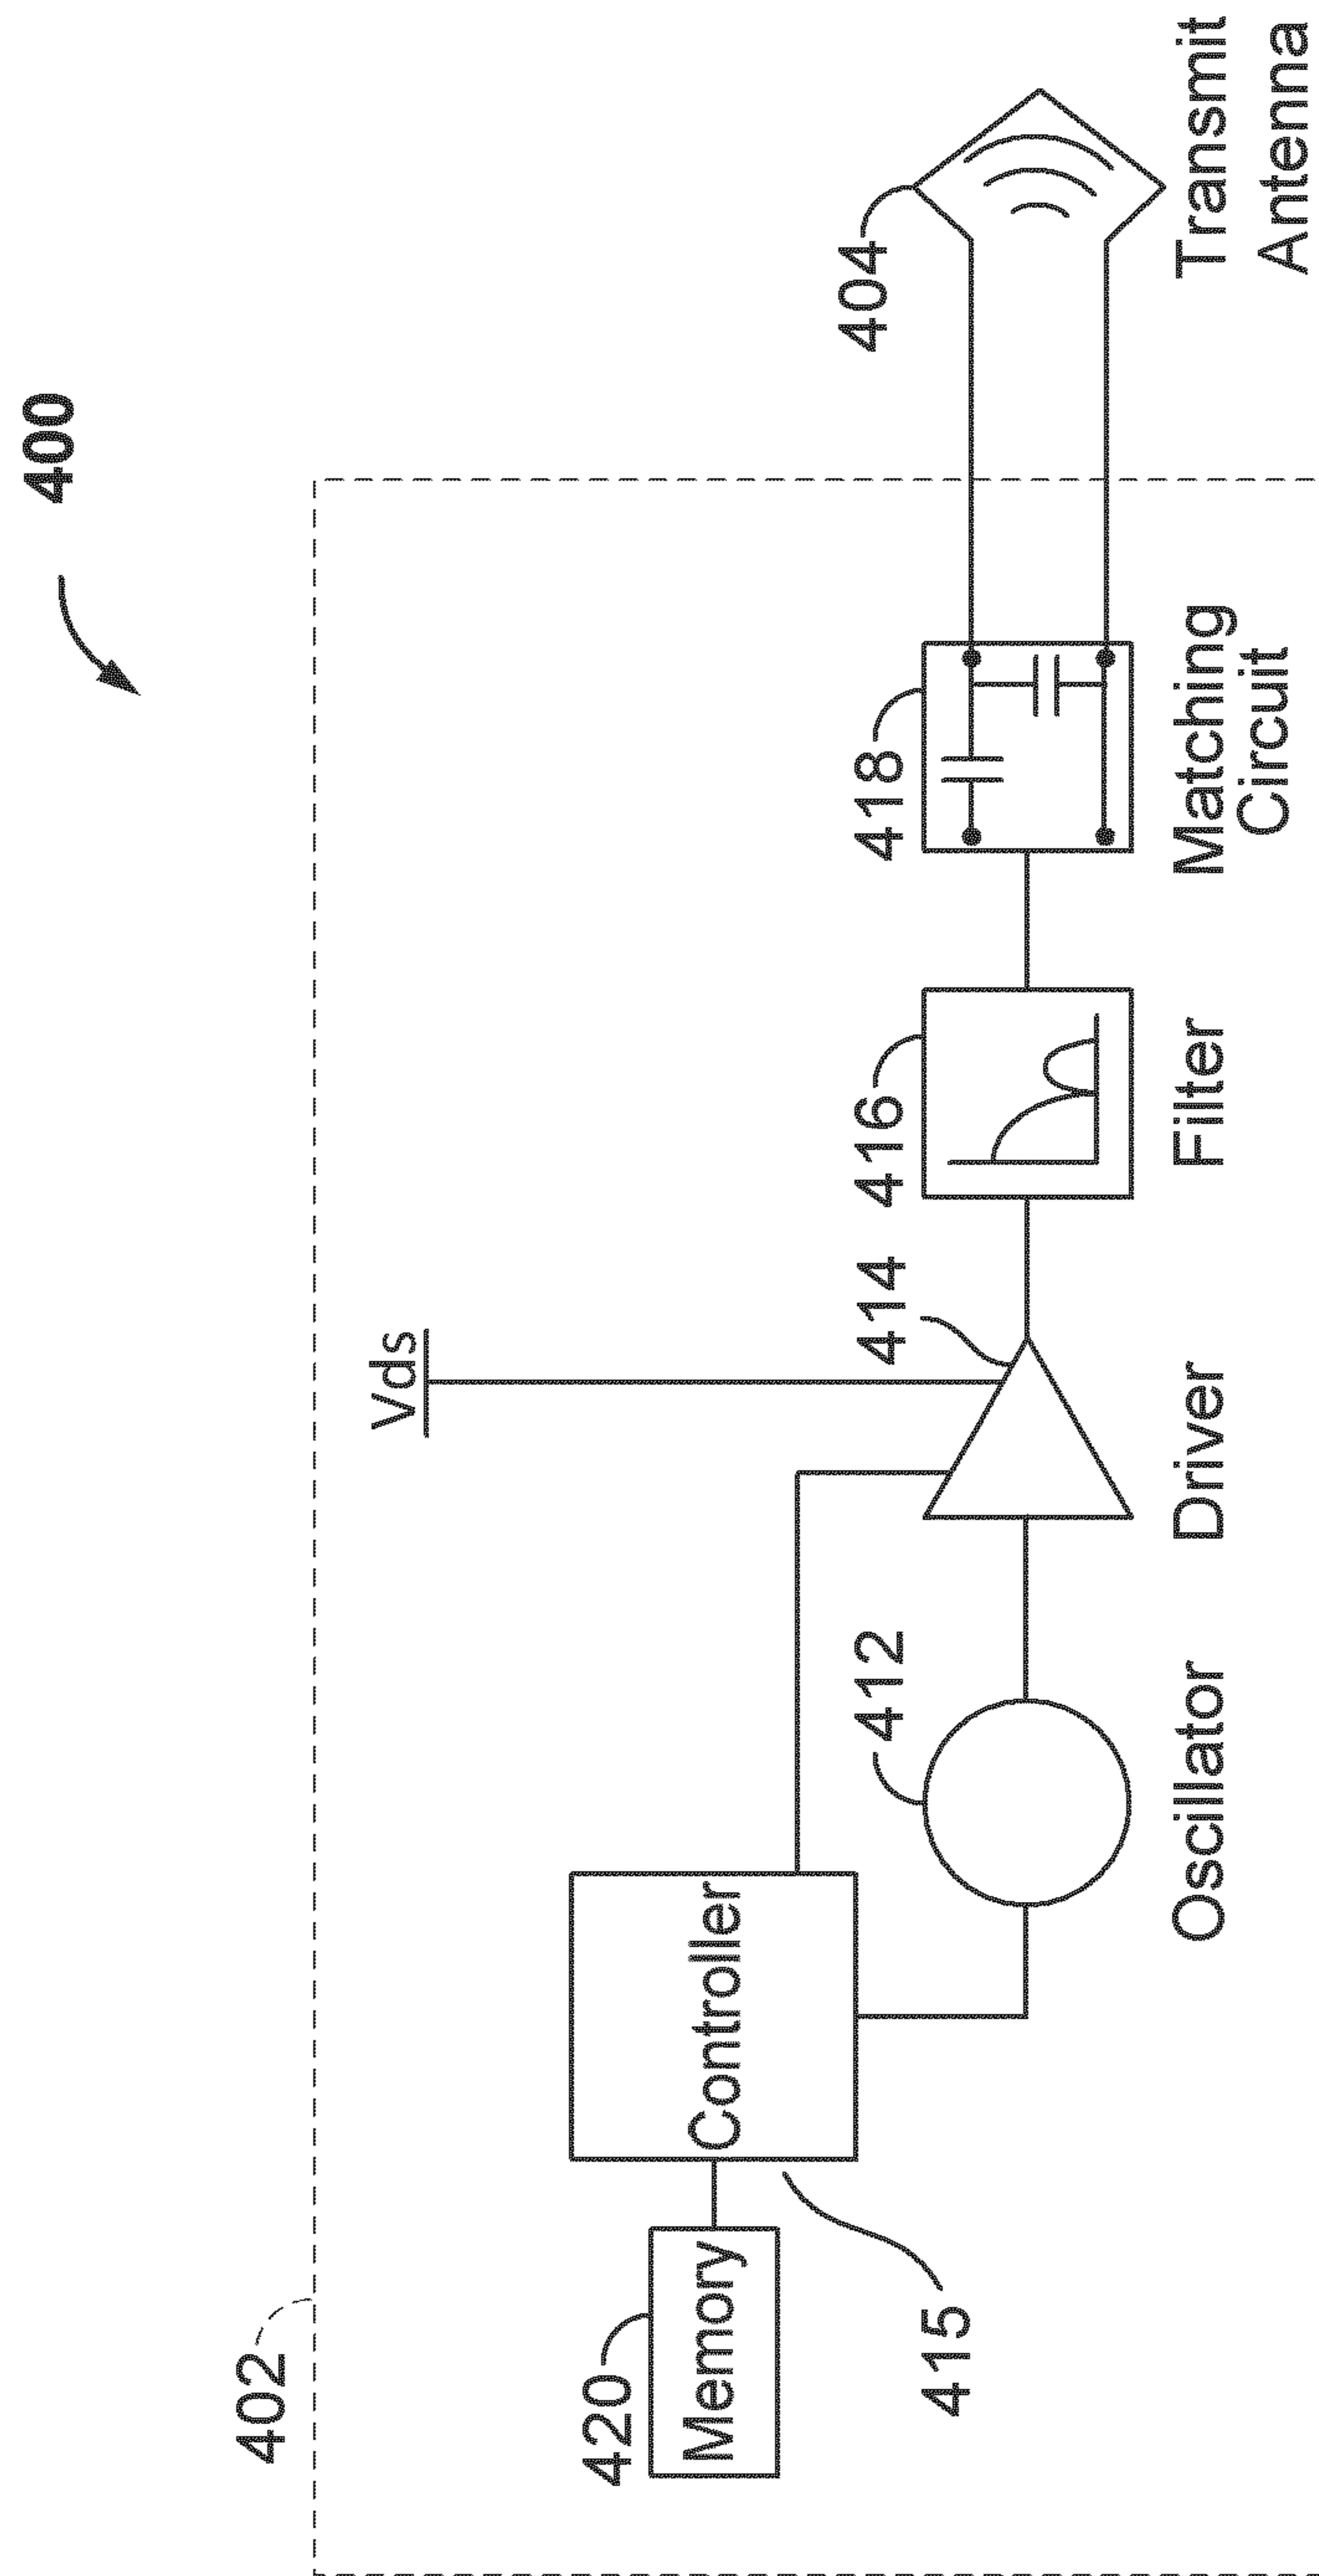 400
402
Vds
420
Memory
Controller
415
412
414
416
418
404
Oscillator
Driver
Filter
Matching
Circuit
Transmit
Antenna